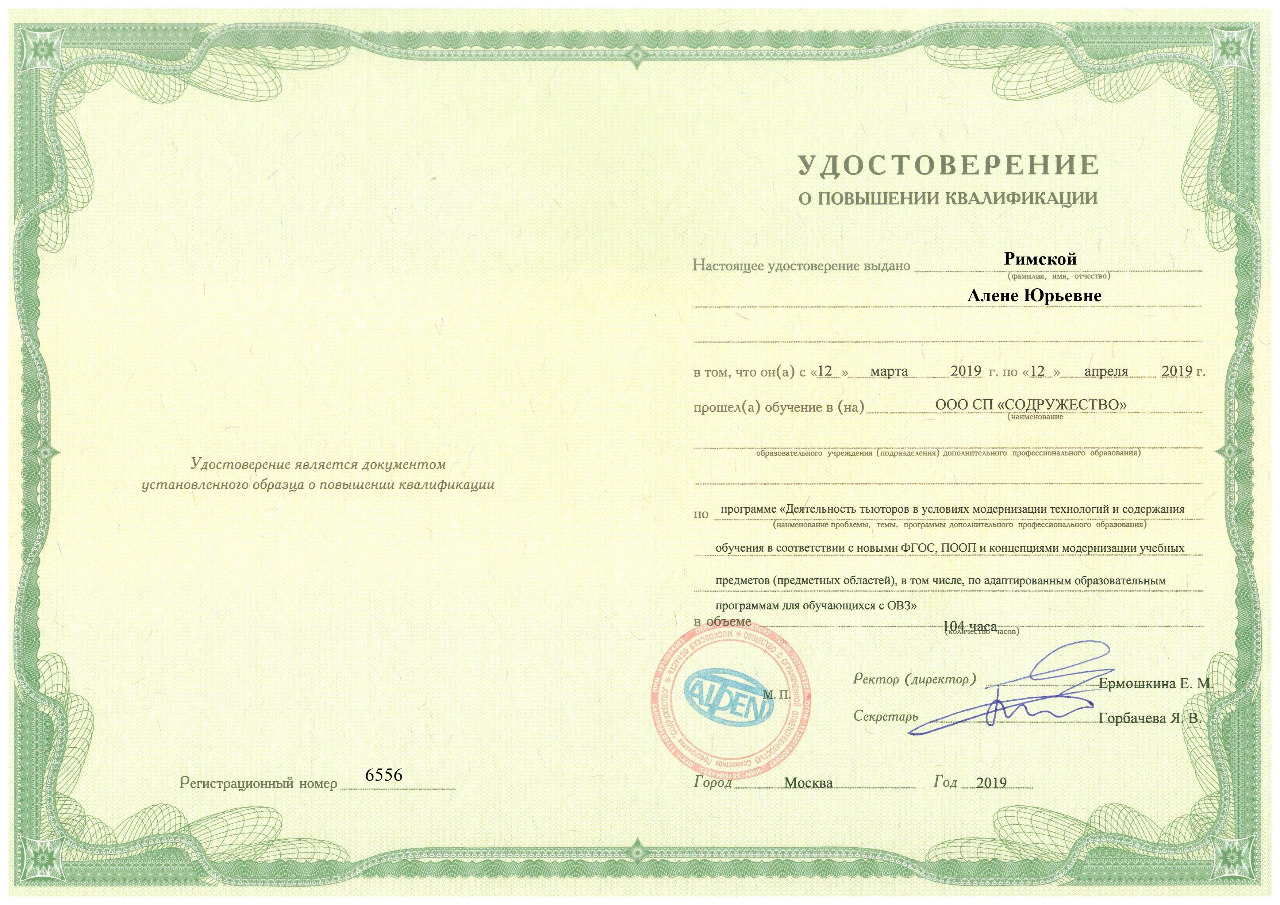 Удостоверение является документом
установленного образца о повышении квалификации
Регистрационный номер 6556
УДОСТОВЕРЕНИЕ
О ПОВЫШЕНИИ КВАЛИФИКАЦИИ
Настоящее удостоверение выдано Римской
(фамилия, имя, отчество)
Алене Юрьевне
в том, что он(а) с «12 » марта 2019 г. по «12 » апреля 2019 г.
прошел(а) обучение в (на) ООО СП «СОДРУЖЕСТВО»
(наименование
образовательного учреждения (подразделения) дополнительного профессионального образования)
по программе «Деятельность тьюторов в условиях модернизации технологий и содержания
(наименование проблемы, темы, программы дополнительного профессионального образования)
обучения в соответствии с новыми ФГОС, ПООП и концепциями модернизации учебных
предметов (предметных областей), в том числе, по адаптированным образовательным
программам для обучающихся с ОВЗ»
в объеме 104 часа
(количество часов)
ALDEN
М. П.
Ректор (директор) Ермошкина Е. М.
Секретарь Горбачева Я. В.
Город Москва Год 2019